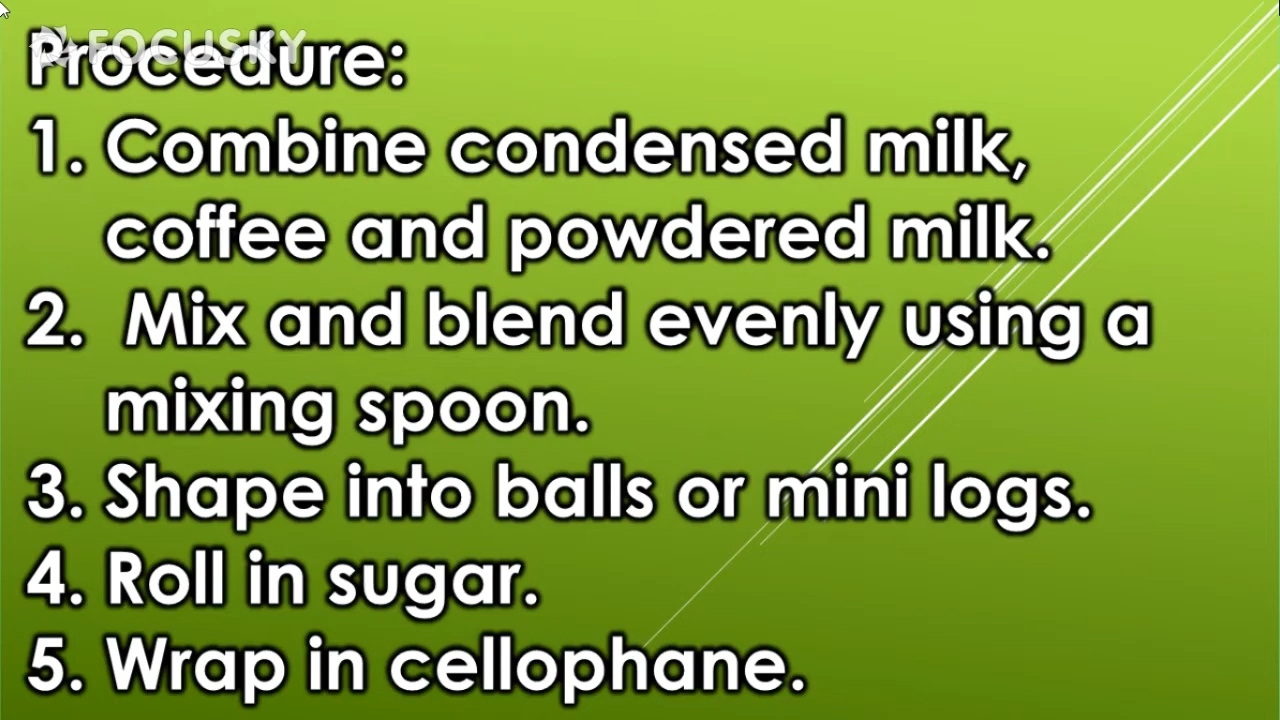 FOCUSKY
Procedure:
1. Combine condensed milk,
coffee and powdered milk.
2. Mix and blend evenly using a
mixing spoon.
3. Shape into balls or mini logs.
4. Roll in sugar.
5. Wrap in cellophane.